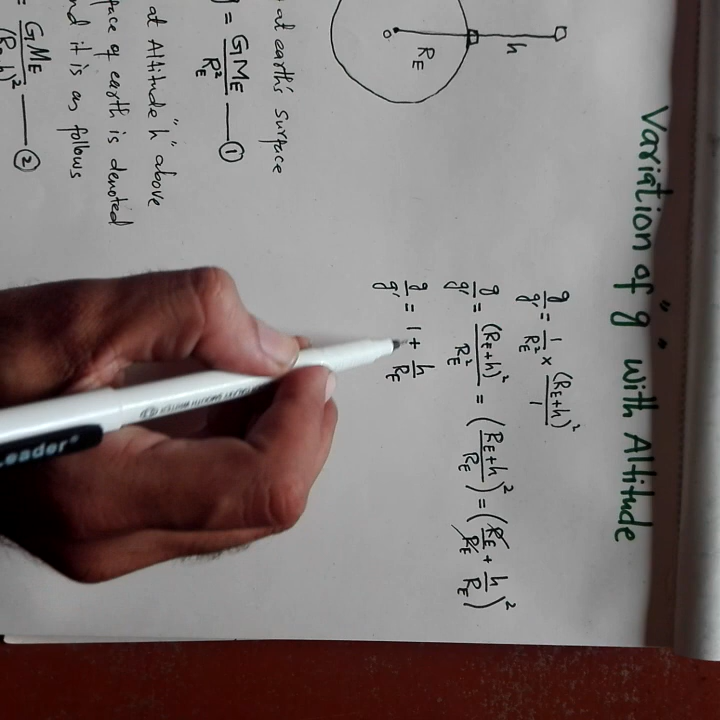 Variation of "g" with Altitude
O R_E h
at earth's surface
g = GM_E / R_E² —— ①
at Altitude "h" above
face of earth is denoted
nd it is as follows
= GM_E / (R_E+h)² —— ②
g/g' = 1/R_E² × (R_E+h)²/1
g/g' = (R_E+h)²/R_E² = (R_E+h/R_E)² = (R_E/R_E + h/R_E)²
g/g' = 1 + h/R_E
Leader